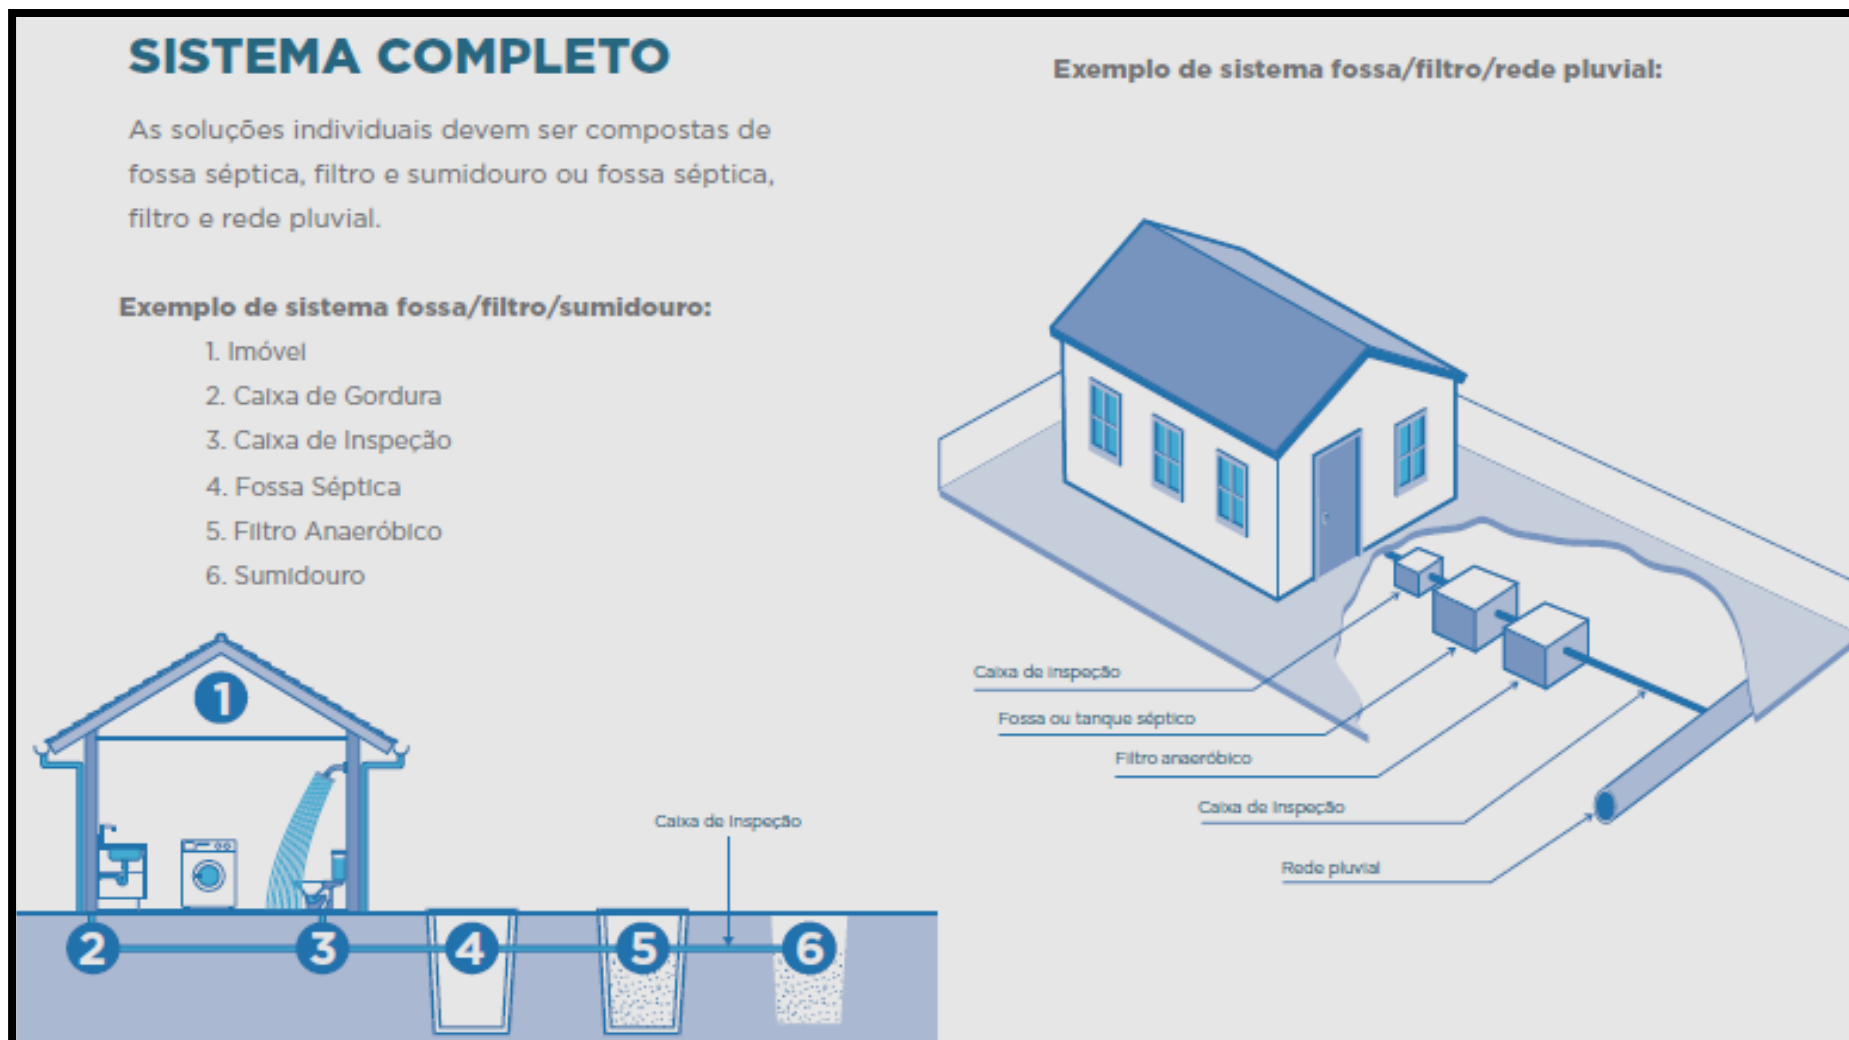 SISTEMA COMPLETO
As soluções individuais devem ser compostas de
fossa séptica, filtro e sumidouro ou fossa séptica,
filtro e rede pluvial.
Exemplo de sistema fossa/filtro/sumidouro:
1. Imóvel
2. Caixa de Gordura
3. Caixa de Inspeção
4. Fossa Séptica
5. Filtro Anaeróbico
6. Sumidouro
1
Caixa de Inspeção
2
3
4
5
6
Exemplo de sistema fossa/filtro/rede pluvial:
Caixa de inspeção
Fossa ou tanque séptico
Filtro anaeróbico
Caixa de Inspeção
Rede pluvial